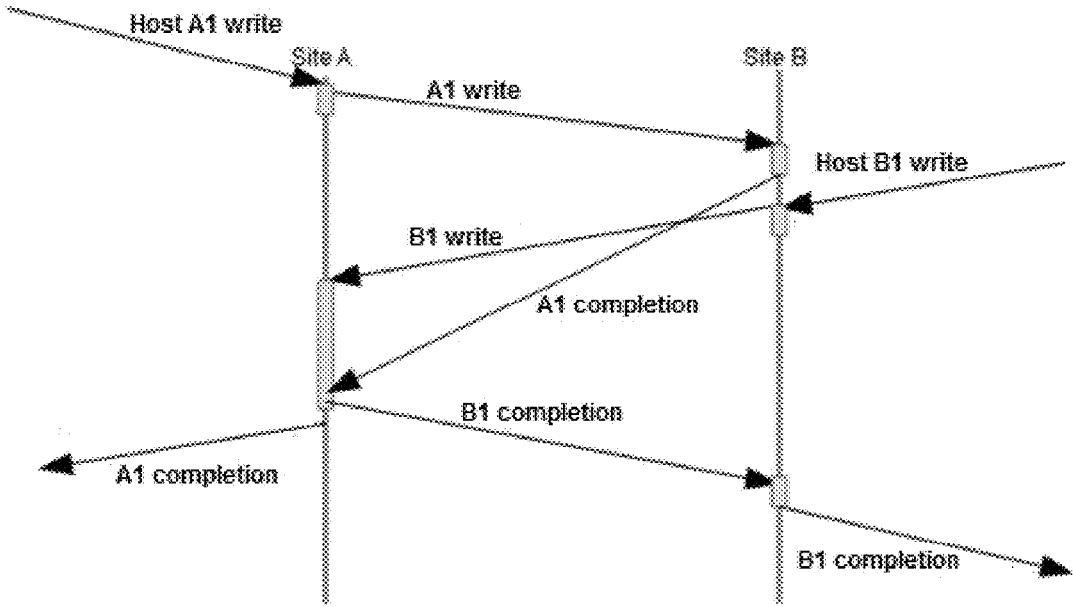 Host A1 write
Site A
Site B
A1 write
Host B1 write
B1 write
A1 completion
B1 completion
A1 completion
B1 completion